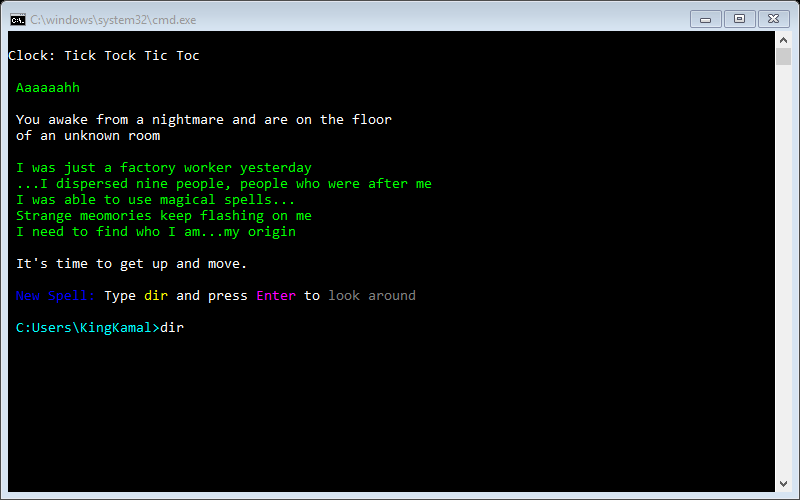 C:\windows\system32\cmd.exe
Clock: Tick Tock Tic Toc
Aaaaaahh
You awake from a nightmare and are on the floor
of an unknown room
I was just a factory worker yesterday
...I dispersed nine people, people who were after me
I was able to use magical spells...
Strange meomories keep flashing on me
I need to find who I am...my origin
It's time to get up and move.
New Spell: Type dir and press Enter to look around
C:Users\KingKamal>dir